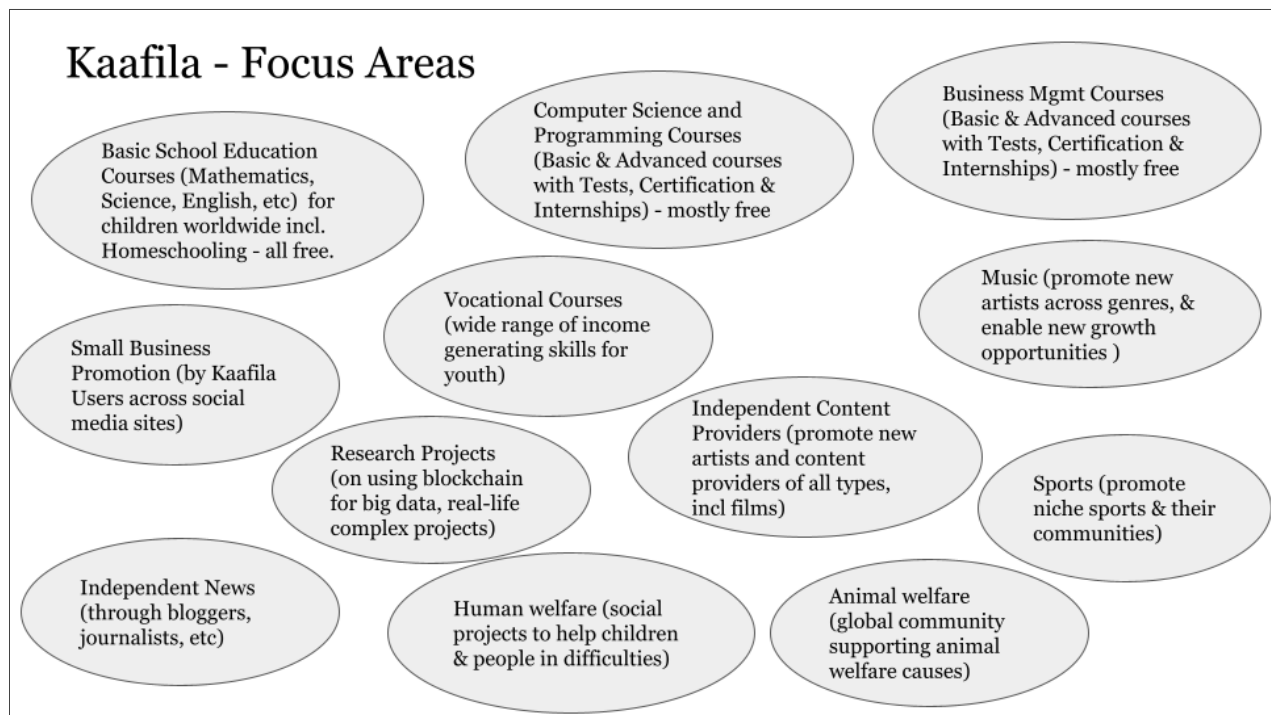 Kaafila - Focus Areas
Basic School Education
Courses (Mathematics,
Science, English, etc)  for
children worldwide incl.
Homeschooling - all free.
Computer Science and
Programming Courses
(Basic & Advanced courses
with Tests, Certification &
Internships) - mostly free
Business Mgmt Courses
(Basic & Advanced courses
with Tests, Certification &
Internships) - mostly free
Small Business
Promotion (by Kaafila
Users across social
media sites)
Vocational Courses
(wide range of income
generating skills for
youth)
Music (promote new
artists across genres, &
enable new growth
opportunities )
Research Projects
(on using blockchain
for big data, real-life
complex projects)
Independent Content
Providers (promote new
artists and content
providers of all types,
incl films)
Sports (promote
niche sports & their
communities)
Independent News
(through bloggers,
journalists, etc)
Human welfare (social
projects to help children
& people in difficulties)
Animal welfare
(global community
supporting animal
welfare causes)